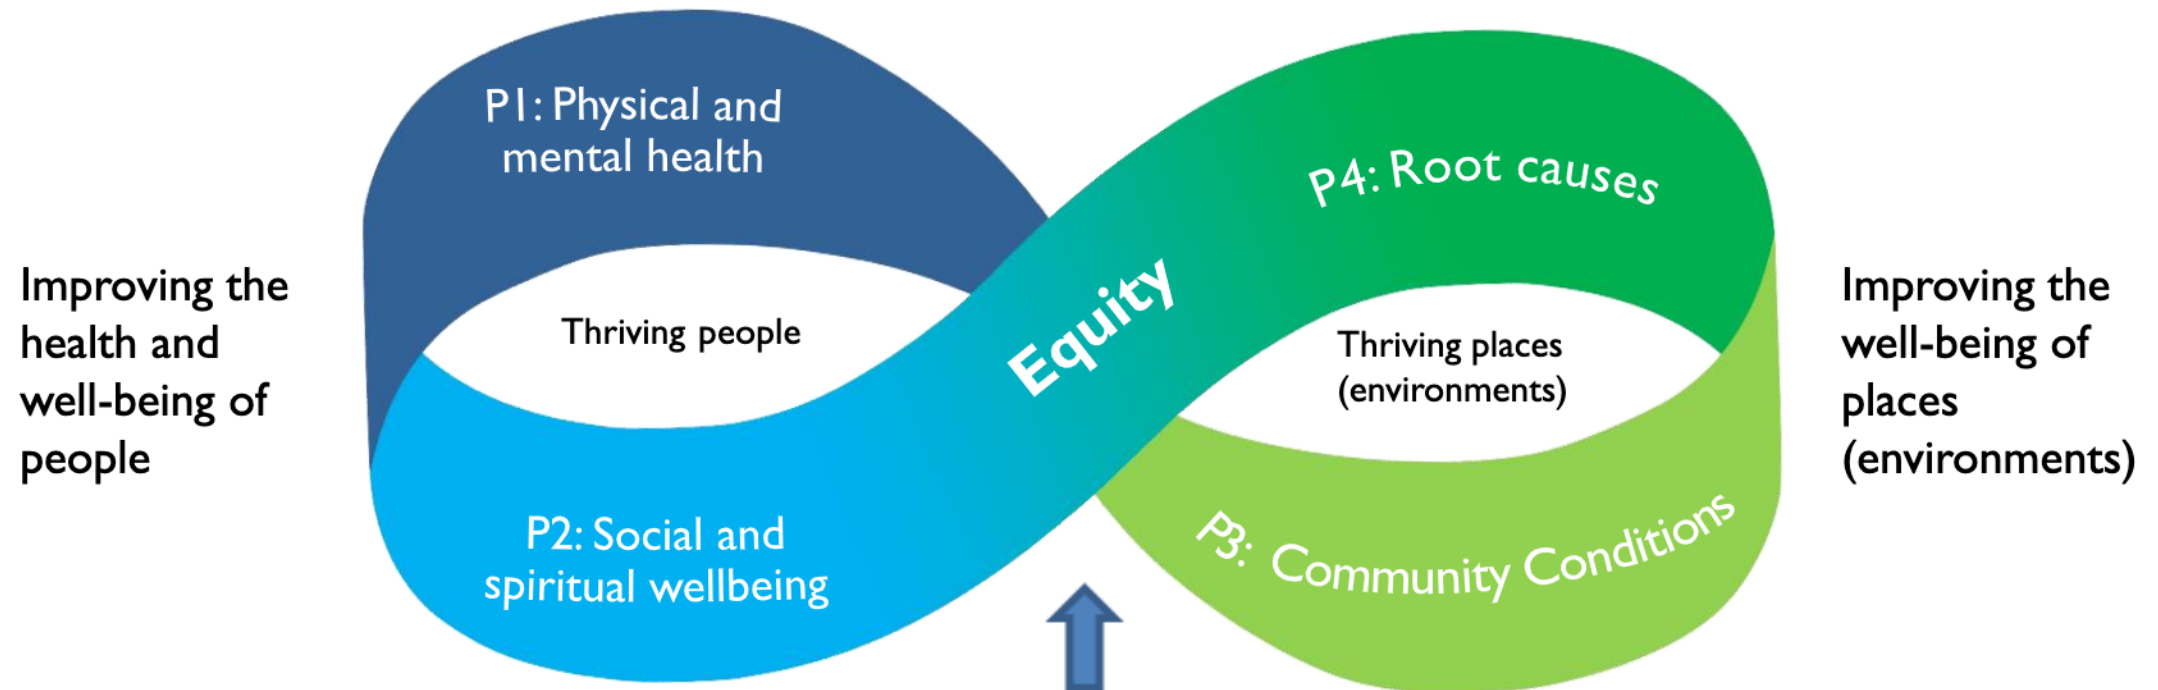 P1: Physical and
mental health
P4: Root causes
Improving the
health and
well-being of
people
Thriving people
Equity
Thriving places
(environments)
Improving the
well-being of
places
(environments)
P2: Social and
spiritual wellbeing
P3: Community Conditions